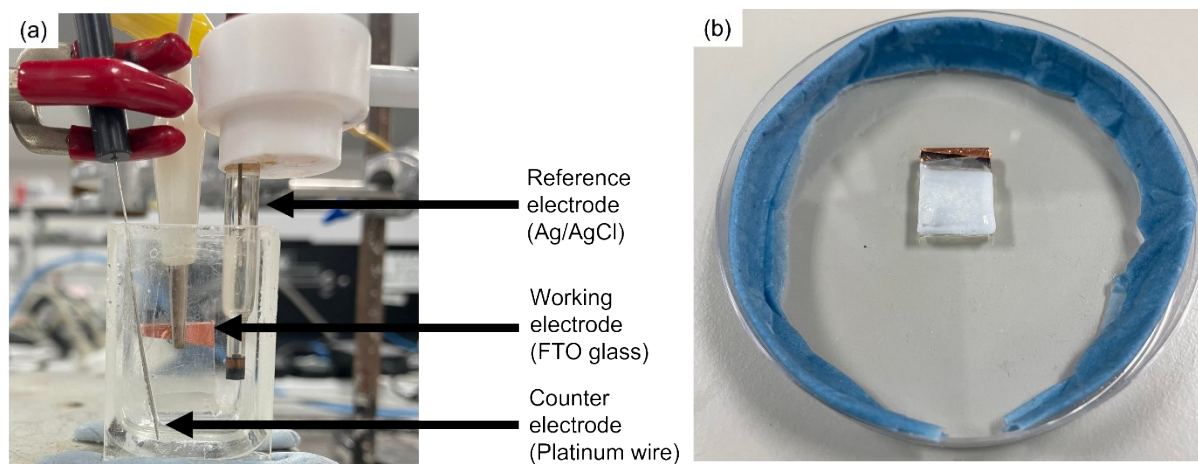 (a)
(b)
Reference
electrode
(Ag/AgCl)
Working
electrode
(FTO glass)
Counter
electrode
(Platinum wire)